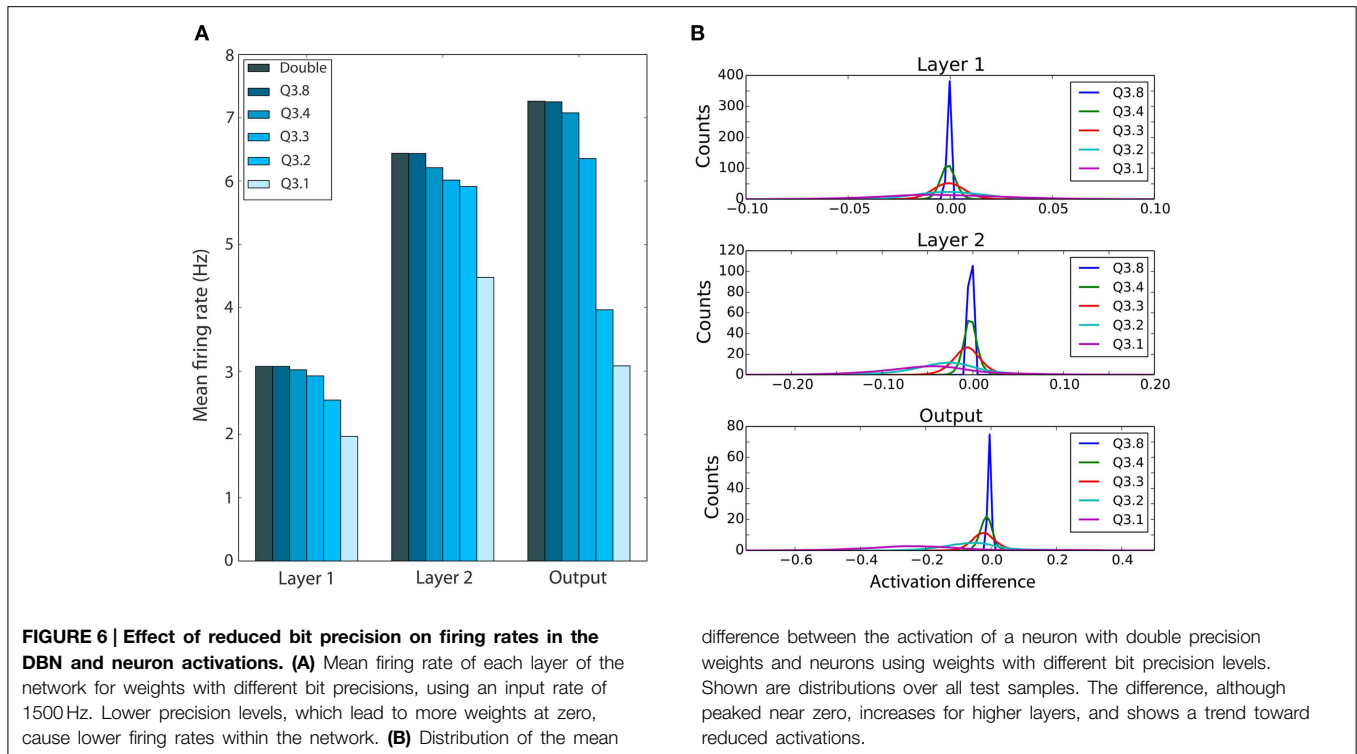 A
Mean firing rate (Hz)
8
7
6
5
4
3
2
1
0
Double
Q3.8
Q3.4
Q3.3
Q3.2
Q3.1
Layer 1 Layer 2 Output
B
Layer 1
Counts
400
300
200
100
0
−0.10 −0.05 0.00 0.05 0.10
Q3.8
Q3.4
Q3.3
Q3.2
Q3.1
Layer 2
Counts
120
100
80
60
40
20
0
−0.20 −0.10 0.00 0.10 0.20
Q3.8
Q3.4
Q3.3
Q3.2
Q3.1
Output
Counts
80
60
40
20
0
−0.6 −0.4 −0.2 0.0 0.2 0.4
Q3.8
Q3.4
Q3.3
Q3.2
Q3.1
Activation difference
FIGURE 6 | Effect of reduced bit precision on firing rates in the
DBN and neuron activations. (A) Mean firing rate of each layer of the
network for weights with different bit precisions, using an input rate of
1500 Hz. Lower precision levels, which lead to more weights at zero,
cause lower firing rates within the network. (B) Distribution of the mean
difference between the activation of a neuron with double precision
weights and neurons using weights with different bit precision levels.
Shown are distributions over all test samples. The difference, although
peaked near zero, increases for higher layers, and shows a trend toward
reduced activations.